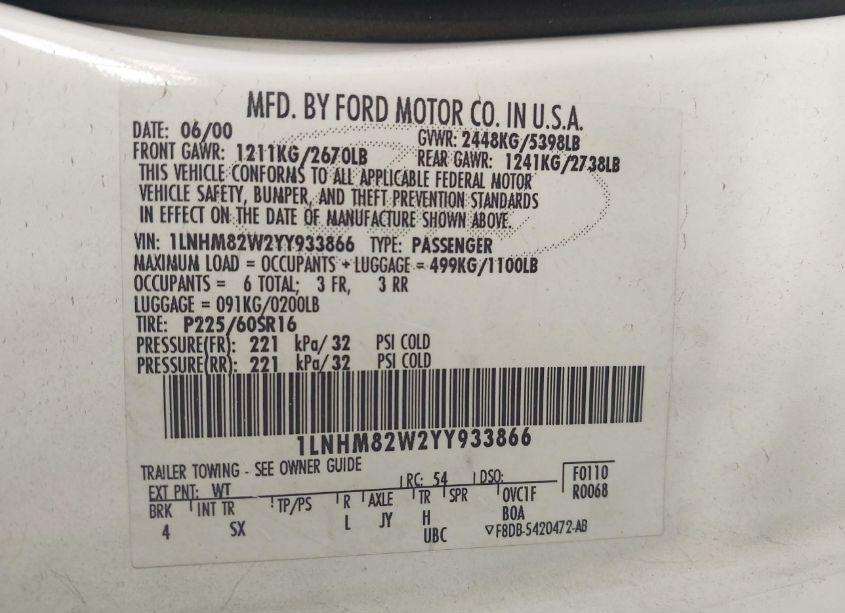 MFD. BY FORD MOTOR CO. IN U.S.A.
DATE: 06/00 GVWR: 2448KG/5398LB
FRONT GAWR: 1211KG/2670LB REAR GAWR: 1241KG/2738LB
THIS VEHICLE CONFORMS TO ALL APPLICABLE FEDERAL MOTOR
VEHICLE SAFETY, BUMPER, AND THEFT PREVENTION STANDARDS
IN EFFECT ON THE DATE OF MANUFACTURE SHOWN ABOVE.
VIN: 1LNHM82W2YY933866 TYPE: PASSENGER
MAXIMUM LOAD = OCCUPANTS + LUGGAGE = 499KG/1100LB
OCCUPANTS = 6 TOTAL; 3 FR, 3 RR
LUGGAGE = 091KG/0200LB
TIRE: P225/60SR16
PRESSURE(FR): 221 kPa/ 32 PSI COLD
PRESSURE(RR): 221 kPa/ 32 PSI COLD
1LNHM82W2YY933866
TRAILER TOWING - SEE OWNER GUIDE
EXT PNT: WT RC: 54 DSO: F0110
BRK INT TR TP/PS R AXLE TR SPR OVC1F R0068
4 SX L JY H BOA
UBC F8DB-5420472-AB